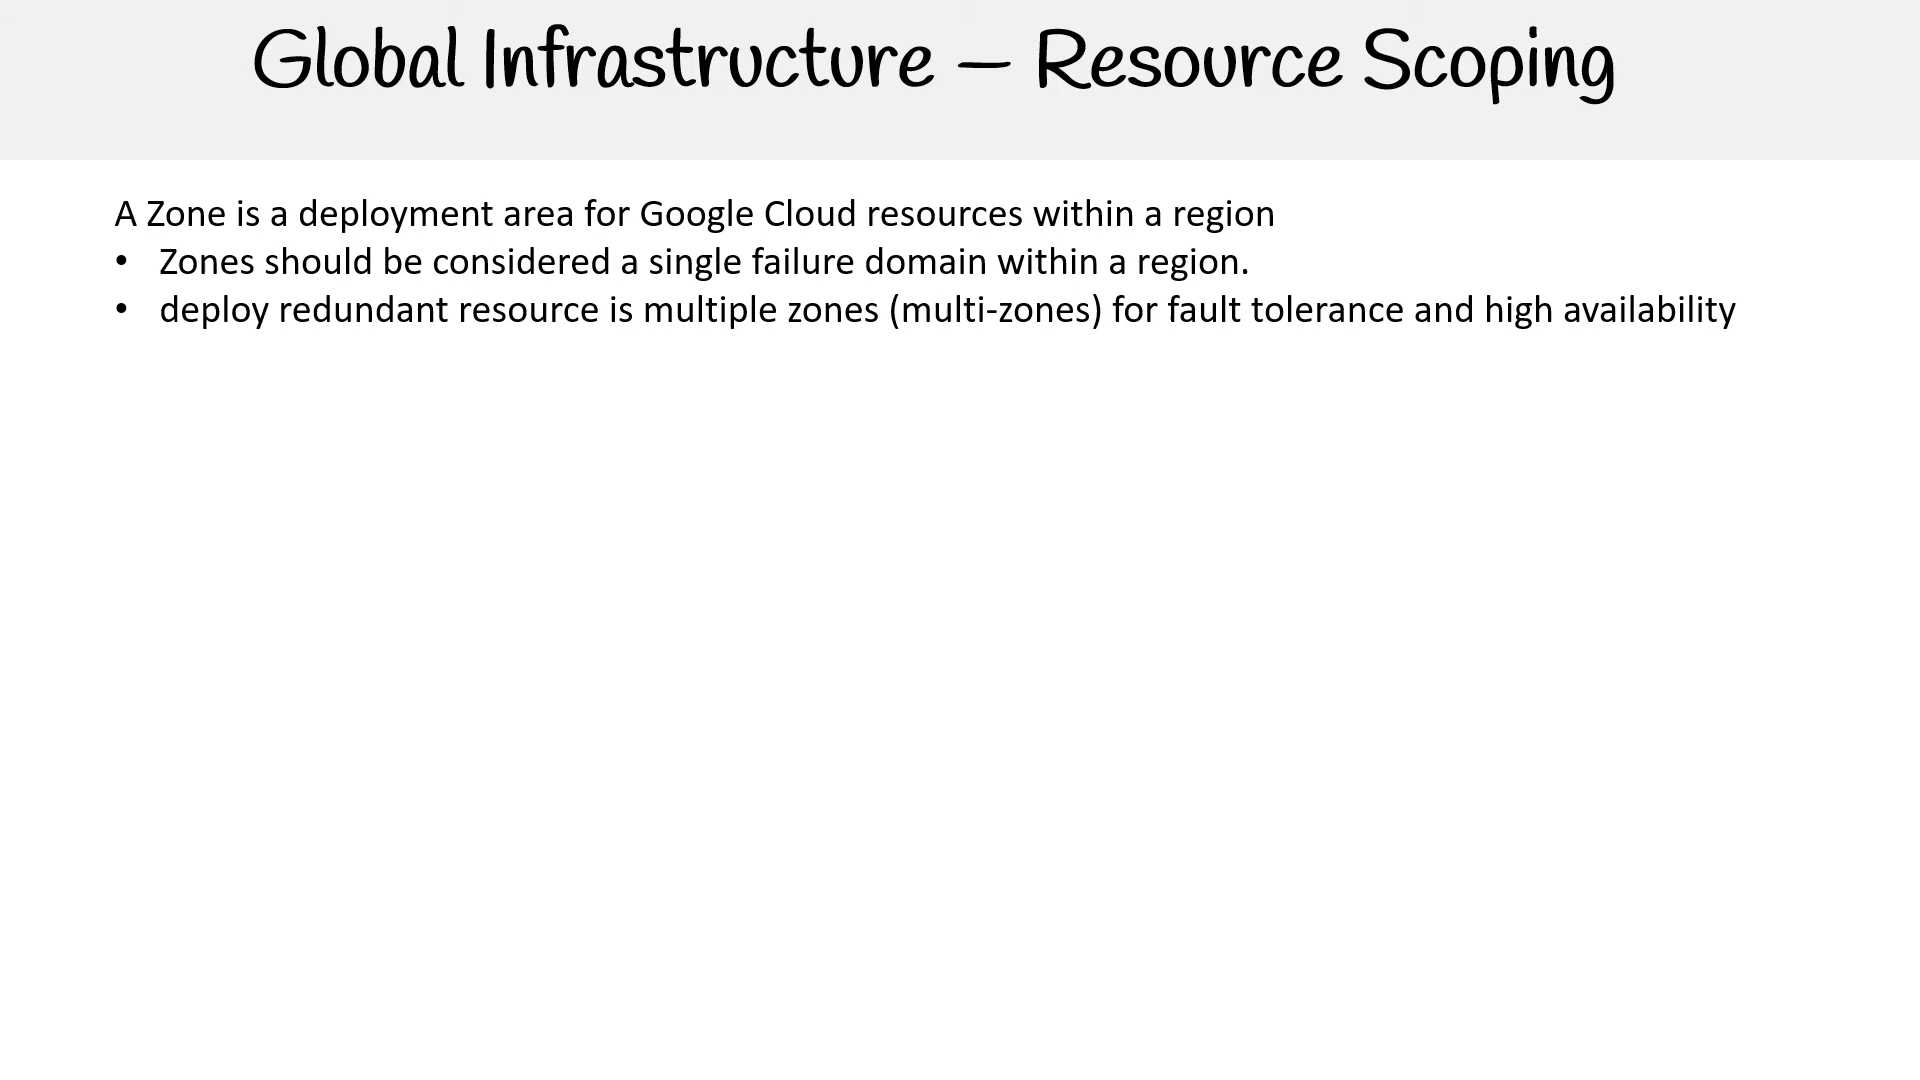 Global Infrastructure – Resource Scoping
A Zone is a deployment area for Google Cloud resources within a region
• Zones should be considered a single failure domain within a region.
• deploy redundant resource is multiple zones (multi-zones) for fault tolerance and high availability